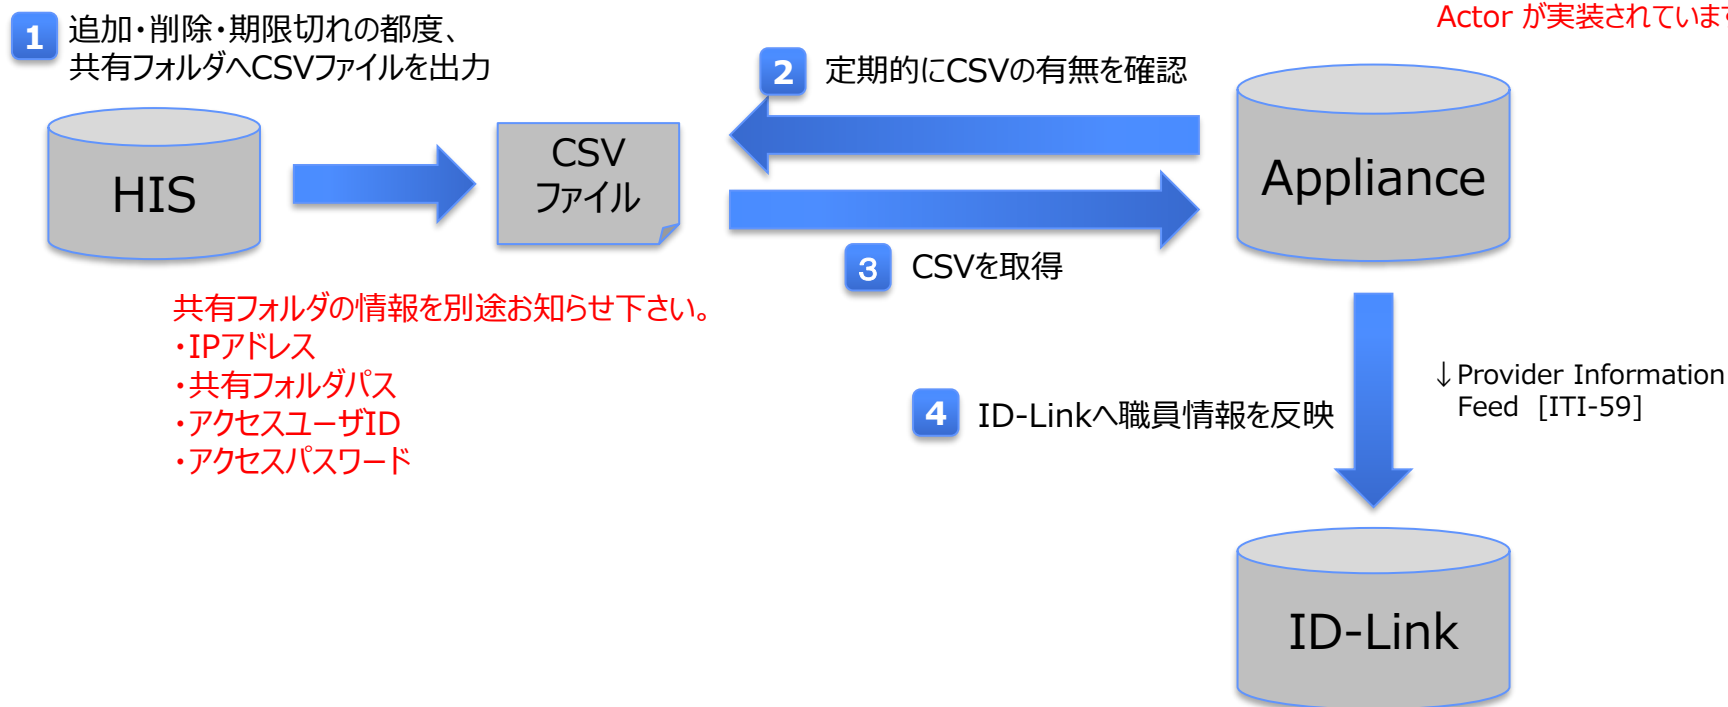 Actor が実装されていま
1
追加・削除・期限切れの都度、
共有フォルダへCSVファイルを出力
2
定期的にCSVの有無を確認
HIS
CSV
ファイル
Appliance
3
CSVを取得
共有フォルダの情報を別途お知らせ下さい。
・IPアドレス
・共有フォルダパス
・アクセスユーザID
・アクセスパスワード
↓Provider Information
Feed [ITI-59]
4
ID-Linkへ職員情報を反映
ID-Link